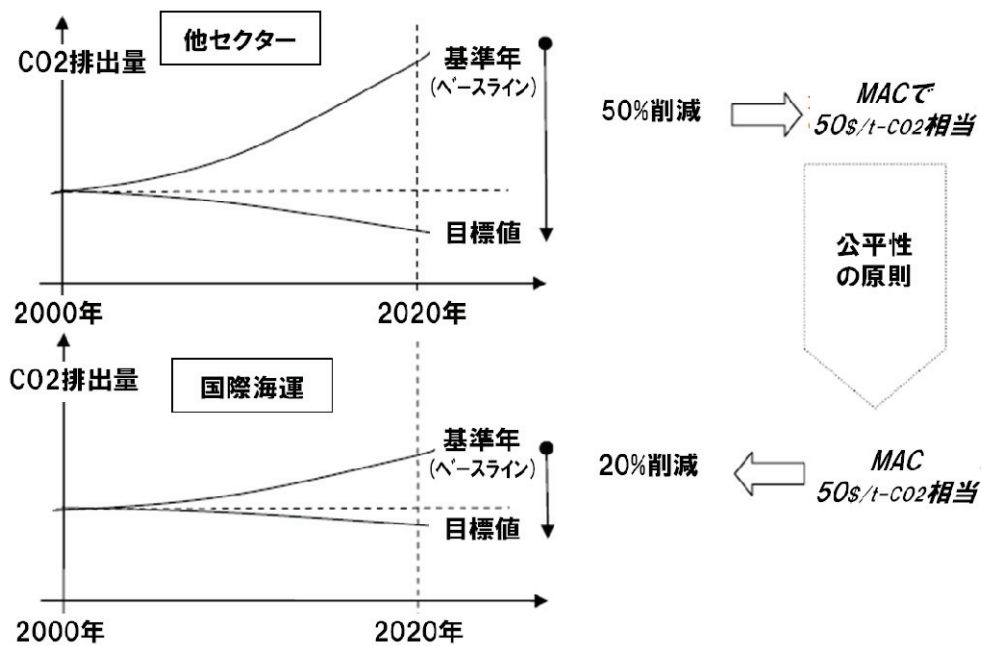 他セクター
CO2排出量
基準年
(ベースライン)
50%削減
MACで
50$/t-CO2相当
目標値
公平性
の原則
2000年
2020年
CO2排出量
国際海運
基準年
(ベースライン)
20%削減
MAC
50$/t-CO2相当
目標値
2000年
2020年